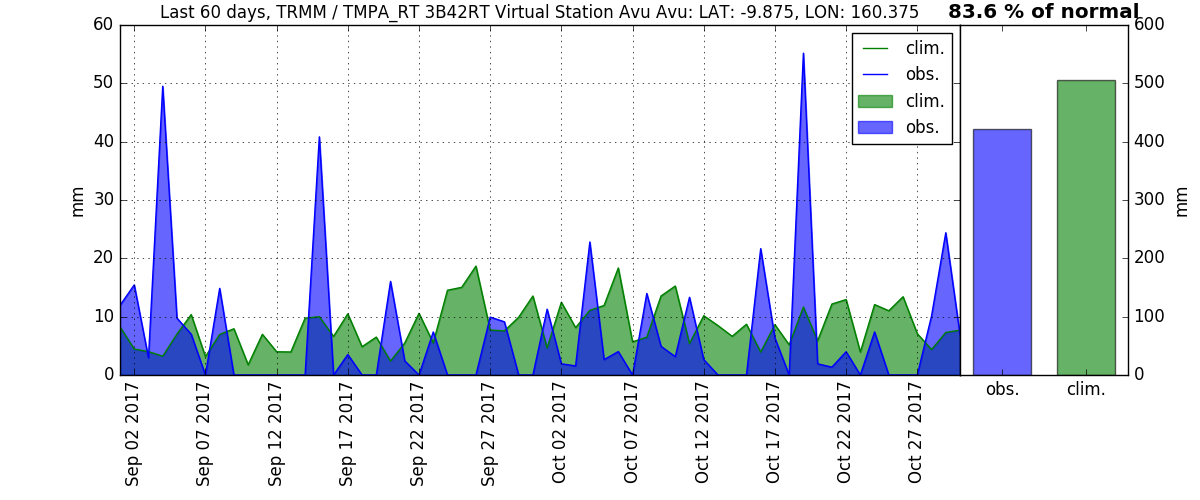 Last 60 days, TRMM / TMPA_RT 3B42RT Virtual Station Avu Avu: LAT: -9.875, LON: 160.375
83.6 % of normal
60
50
40
30
20
10
0
mm
clim.
obs.
clim.
obs.
Sep 02 2017
Sep 07 2017
Sep 12 2017
Sep 17 2017
Sep 22 2017
Sep 27 2017
Oct 02 2017
Oct 07 2017
Oct 12 2017
Oct 17 2017
Oct 22 2017
Oct 27 2017
600
500
400
300
200
100
0
mm
obs.
clim.